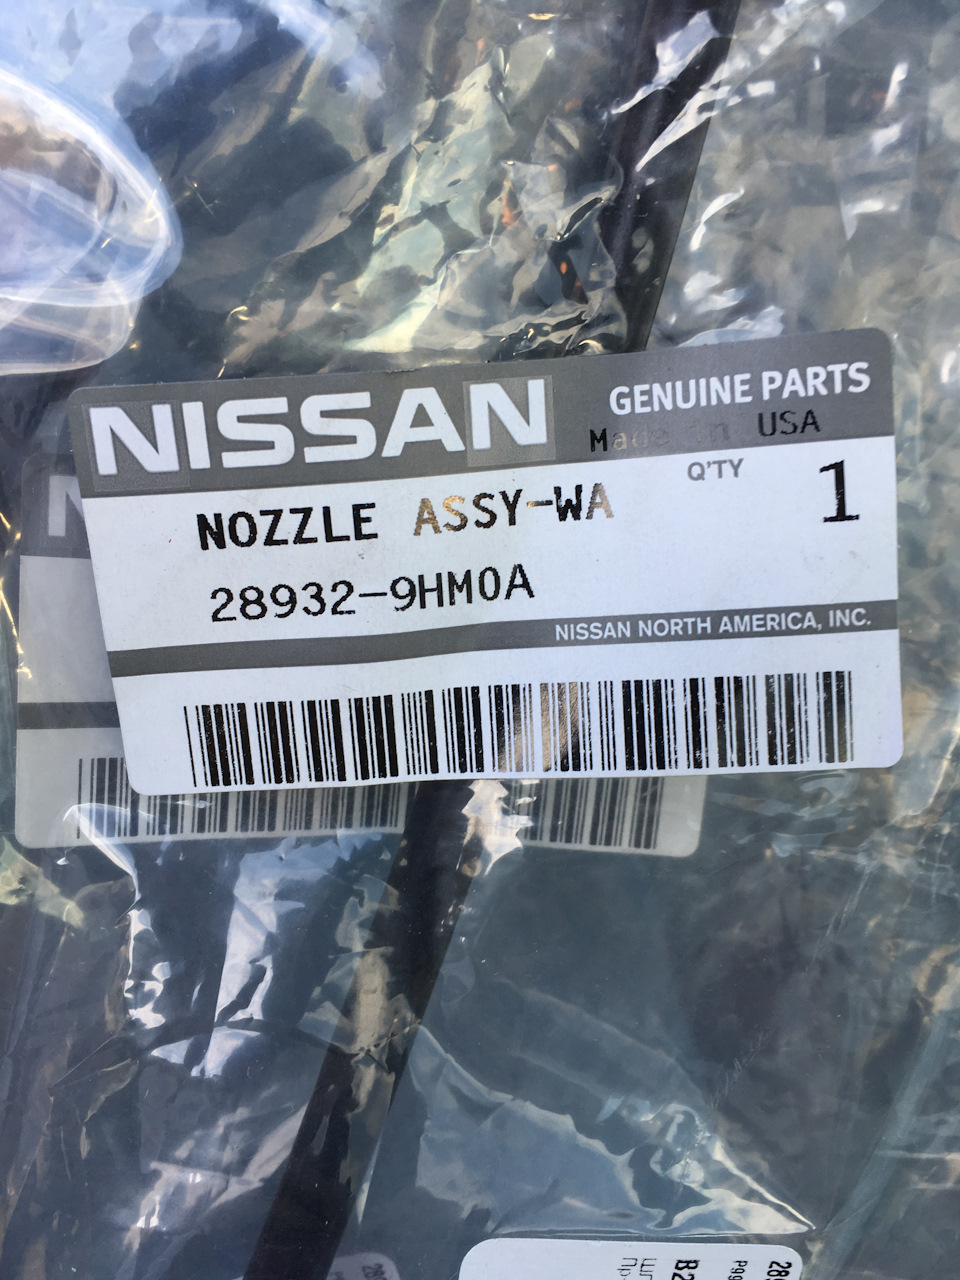 NISSAN
GENUINE PARTS
Made in USA
Q'TY 1
NOZZLE ASSY-WA
28932-9HM0A
NISSAN NORTH AMERICA, INC.
N